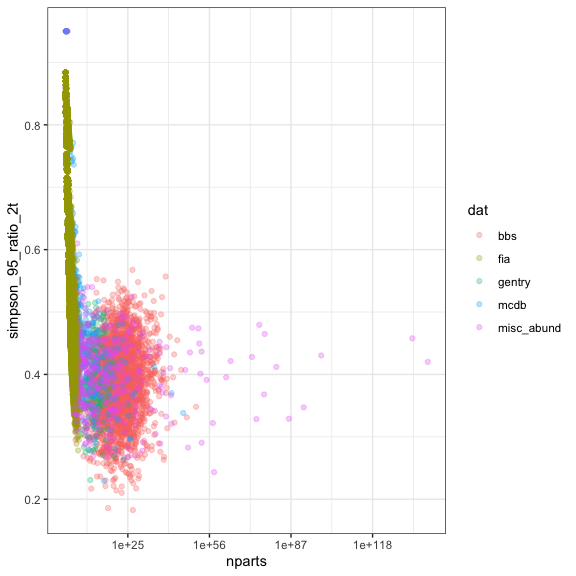 simpson_95_ratio_2t
0.8
0.6
0.4
0.2
1e+25
1e+56
1e+87
1e+118
nparts
dat
bbs
fia
gentry
mcdb
misc_abund